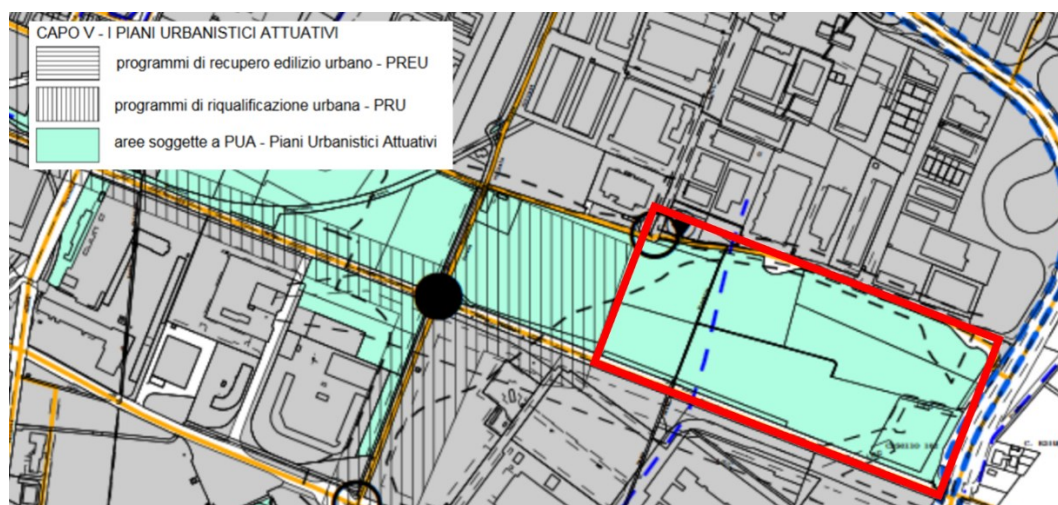 CAPO V - I PIANI URBANISTICI ATTUATIVI
programmi di recupero edilizio urbano - PREU
programmi di riqualificazione urbana - PRU
aree soggette a PUA - Piani Urbanistici Attuativi